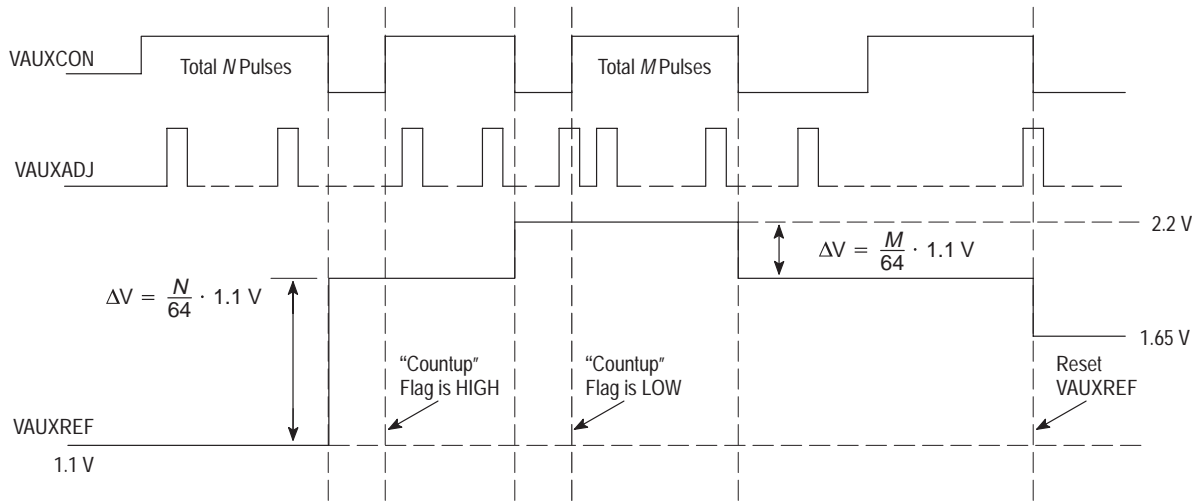 VAUXCON
Total N Pulses
Total M Pulses
VAUXADJ
2.2 V
ΔV = M/64 · 1.1 V
ΔV = N/64 · 1.1 V
1.65 V
“Countup”
Flag is HIGH
“Countup”
Flag is LOW
Reset
VAUXREF
VAUXREF
1.1 V